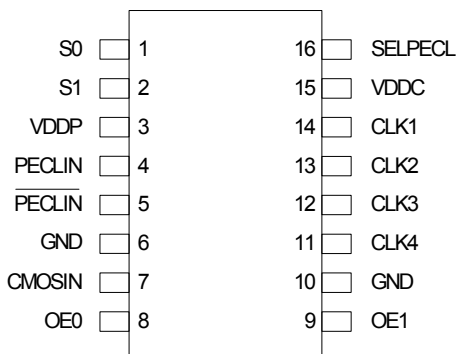 S0 1 16 SELPECL
S1 2 15 VDDC
VDDP 3 14 CLK1
PECLIN 4 13 CLK2
PECLIN 5 12 CLK3
GND 6 11 CLK4
CMOSIN 7 10 GND
OE0 8 9 OE1